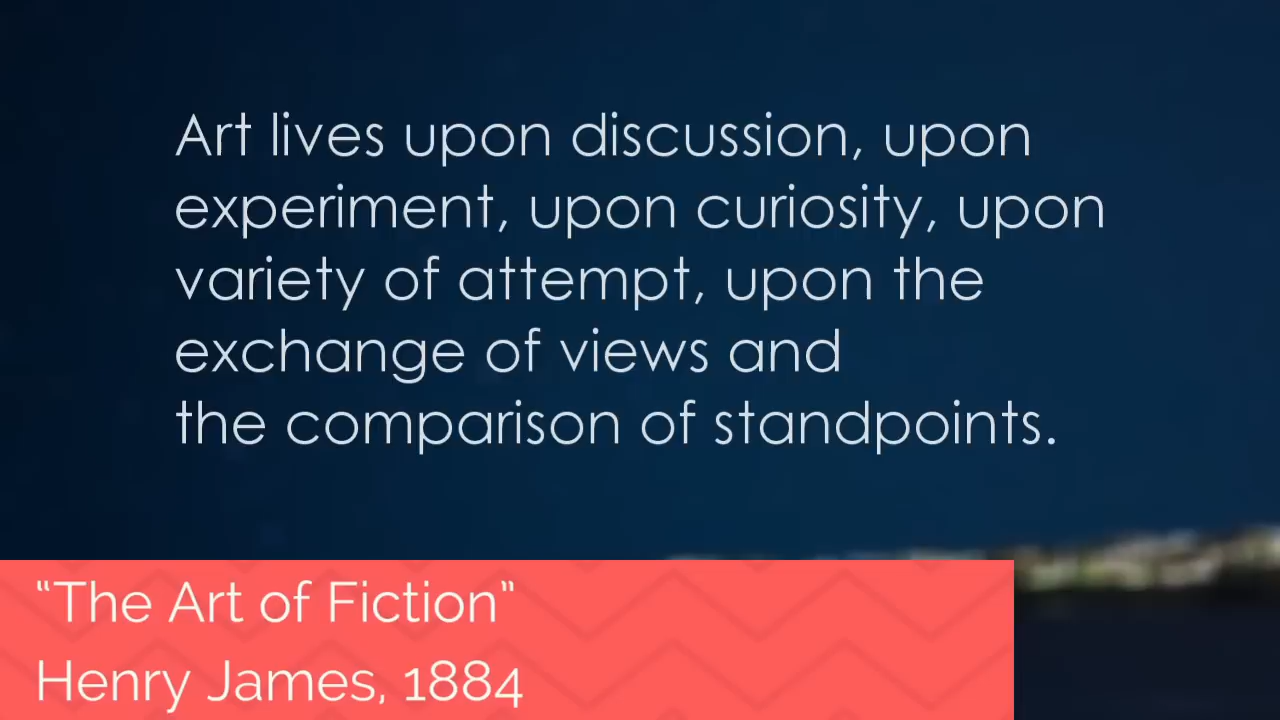 Art lives upon discussion, upon
experiment, upon curiosity, upon
variety of attempt, upon the
exchange of views and
the comparison of standpoints.
“The Art of Fiction”
Henry James, 1884